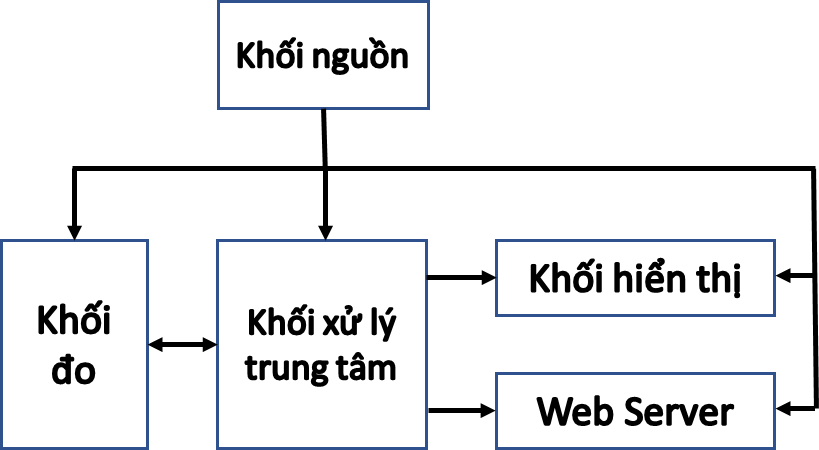 Khối nguồn
Khối
đo
Khối xử lý
trung tâm
Khối hiển thị
Web Server